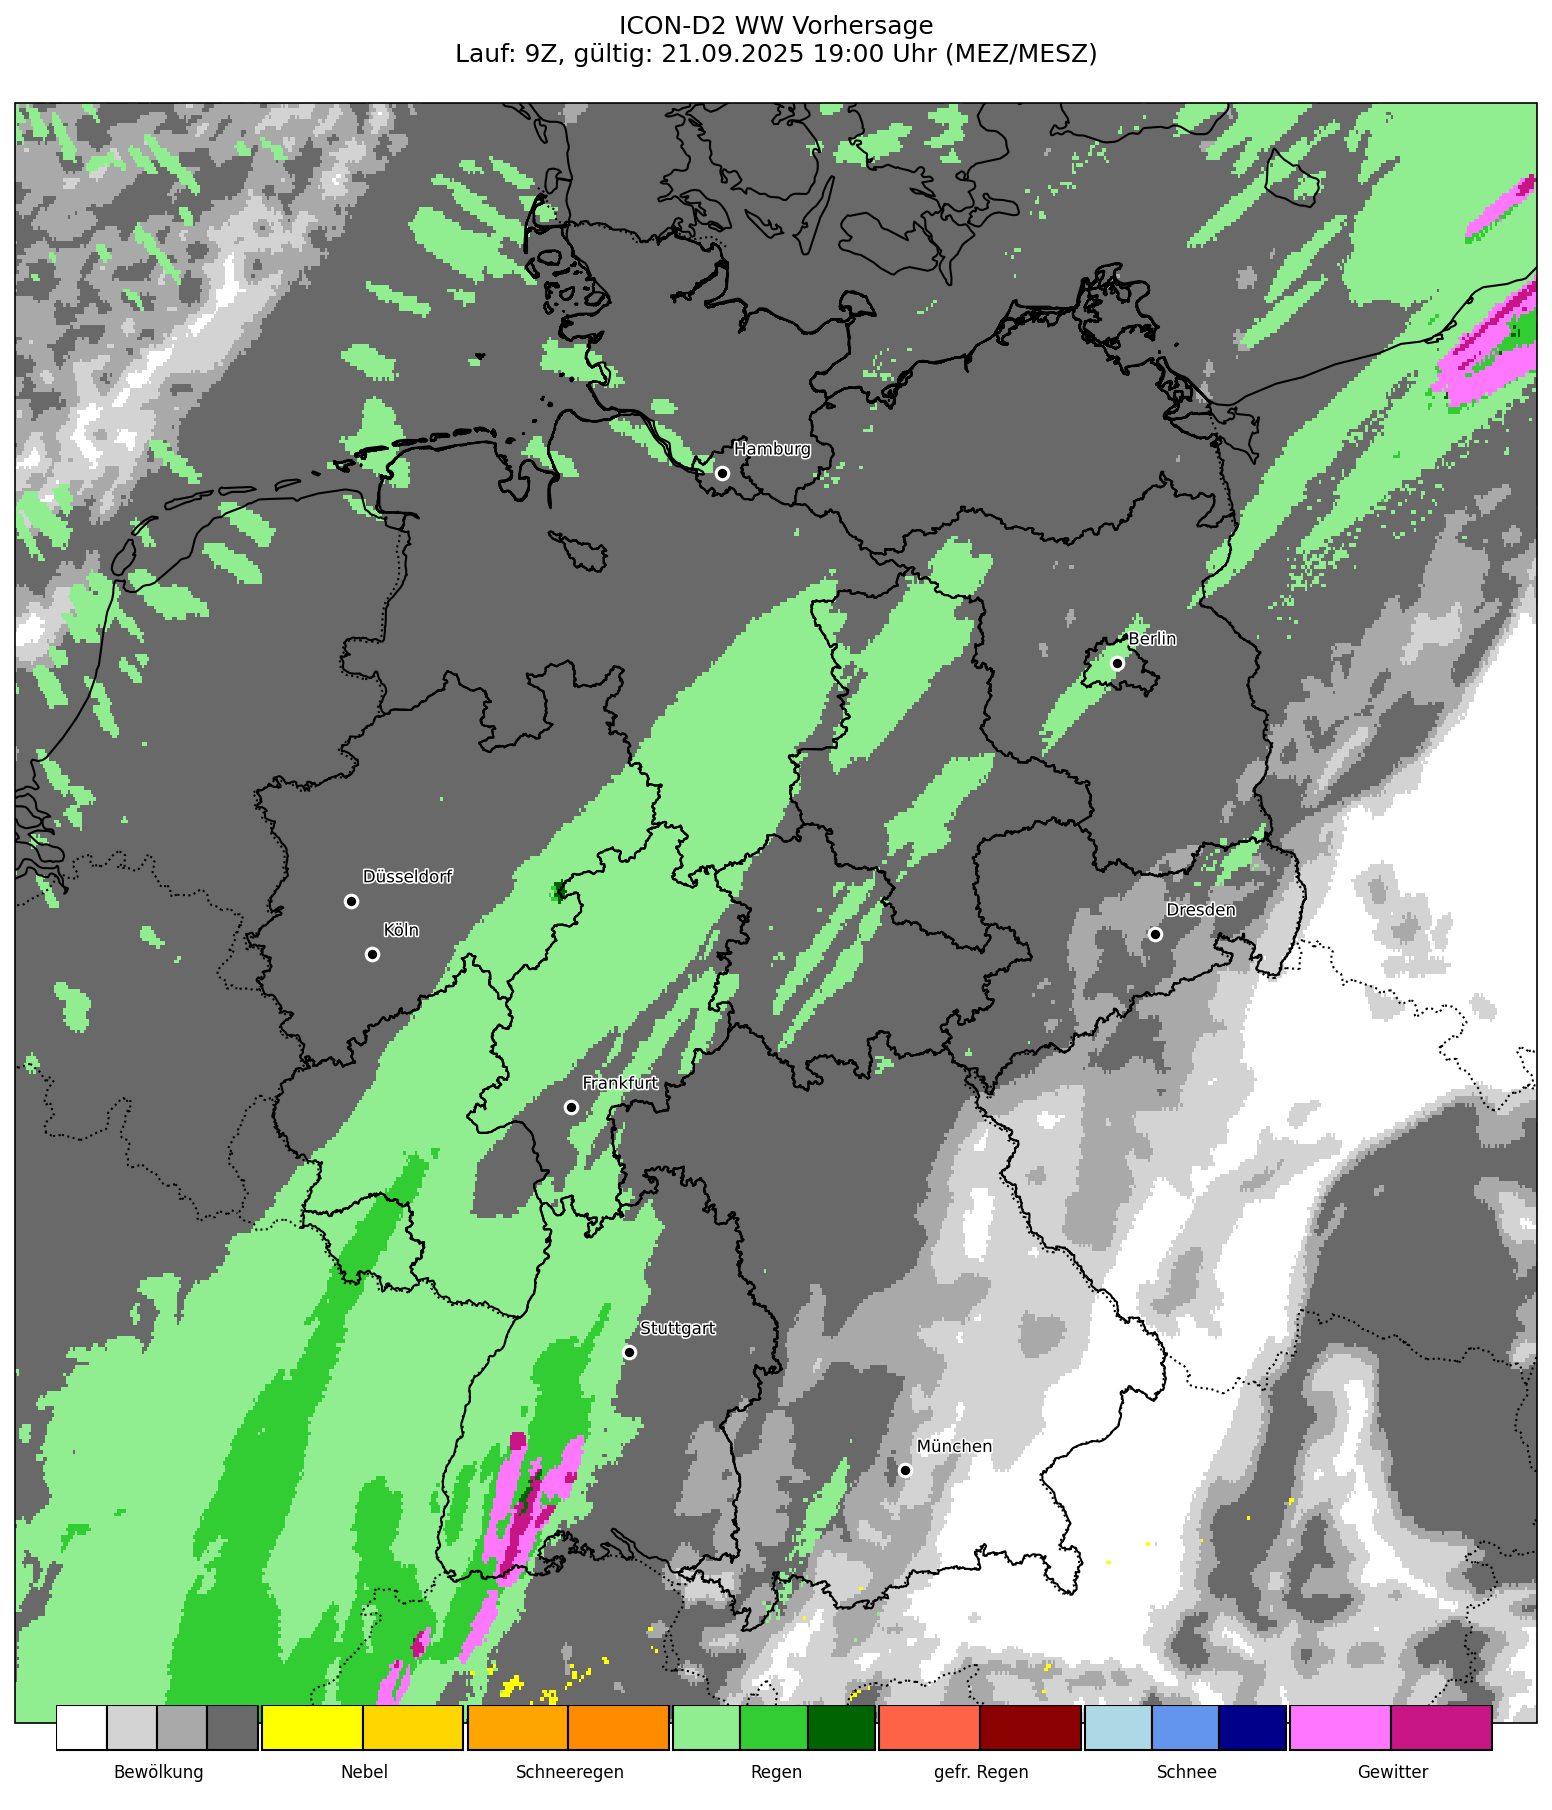 ICON-D2 WW Vorhersage
Lauf: 9Z, gültig: 21.09.2025 19:00 Uhr (MEZ/MESZ)
Hamburg
Berlin
Düsseldorf
Dresden
Köln
Frankfurt
Stuttgart
München
Bewölkung
Nebel
Schneeregen
Regen
gefr. Regen
Schnee
Gewitter